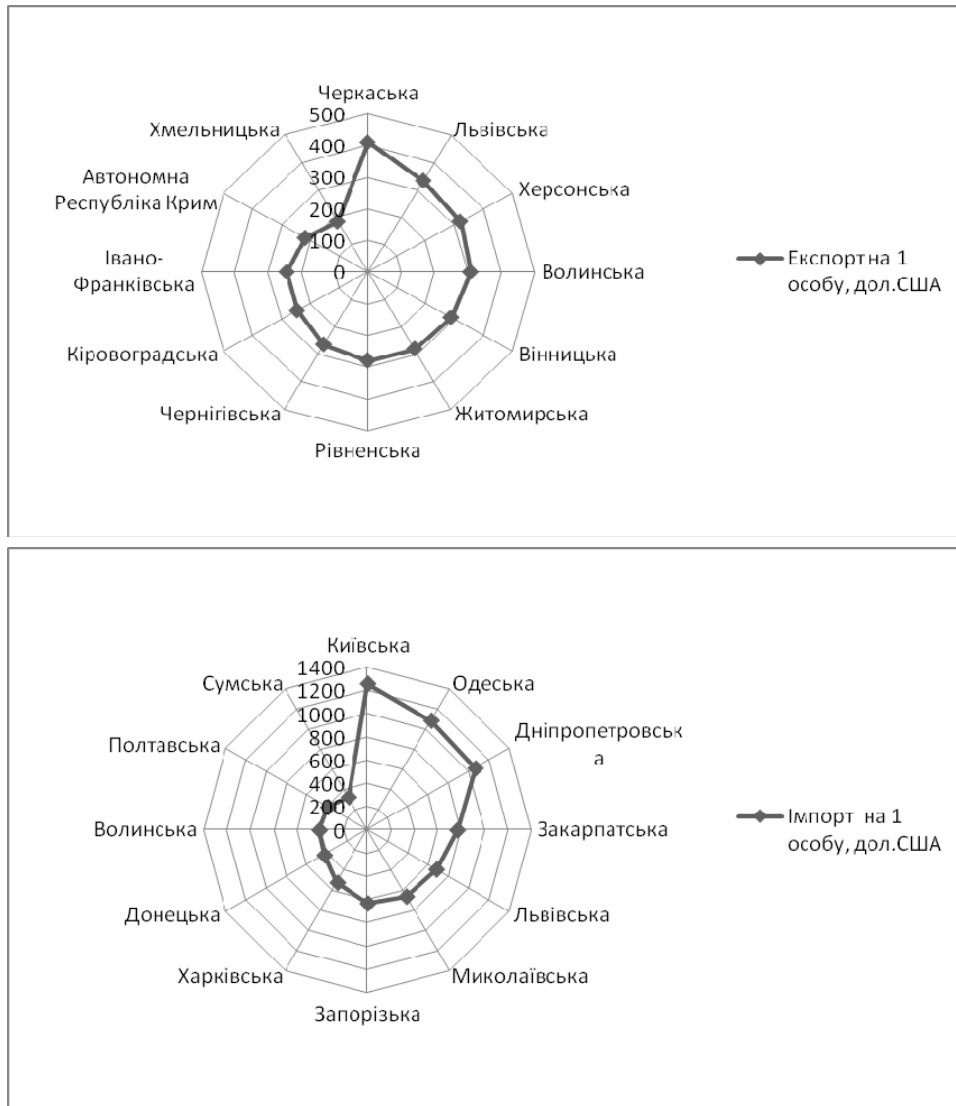 Черкаська
500
Хмельницька
Львівська
400
Автономна
Республіка Крим
300
Херсонська
200
100
Івано-
Франківська
0
Волинська
Експорт на 1
особу, дол.США
Кіровоградська
Вінницька
Чернігівська
Житомирська
Рівненська
Київська
1400
Сумська
1200
Одеська
1000
Полтавська
800
Дніпропетровськ
а
600
400
200
Волинська
0
Закарпатська
Імпорт на 1
особу, дол.США
Донецька
Львівська
Харківська
Миколаївська
Запорізька